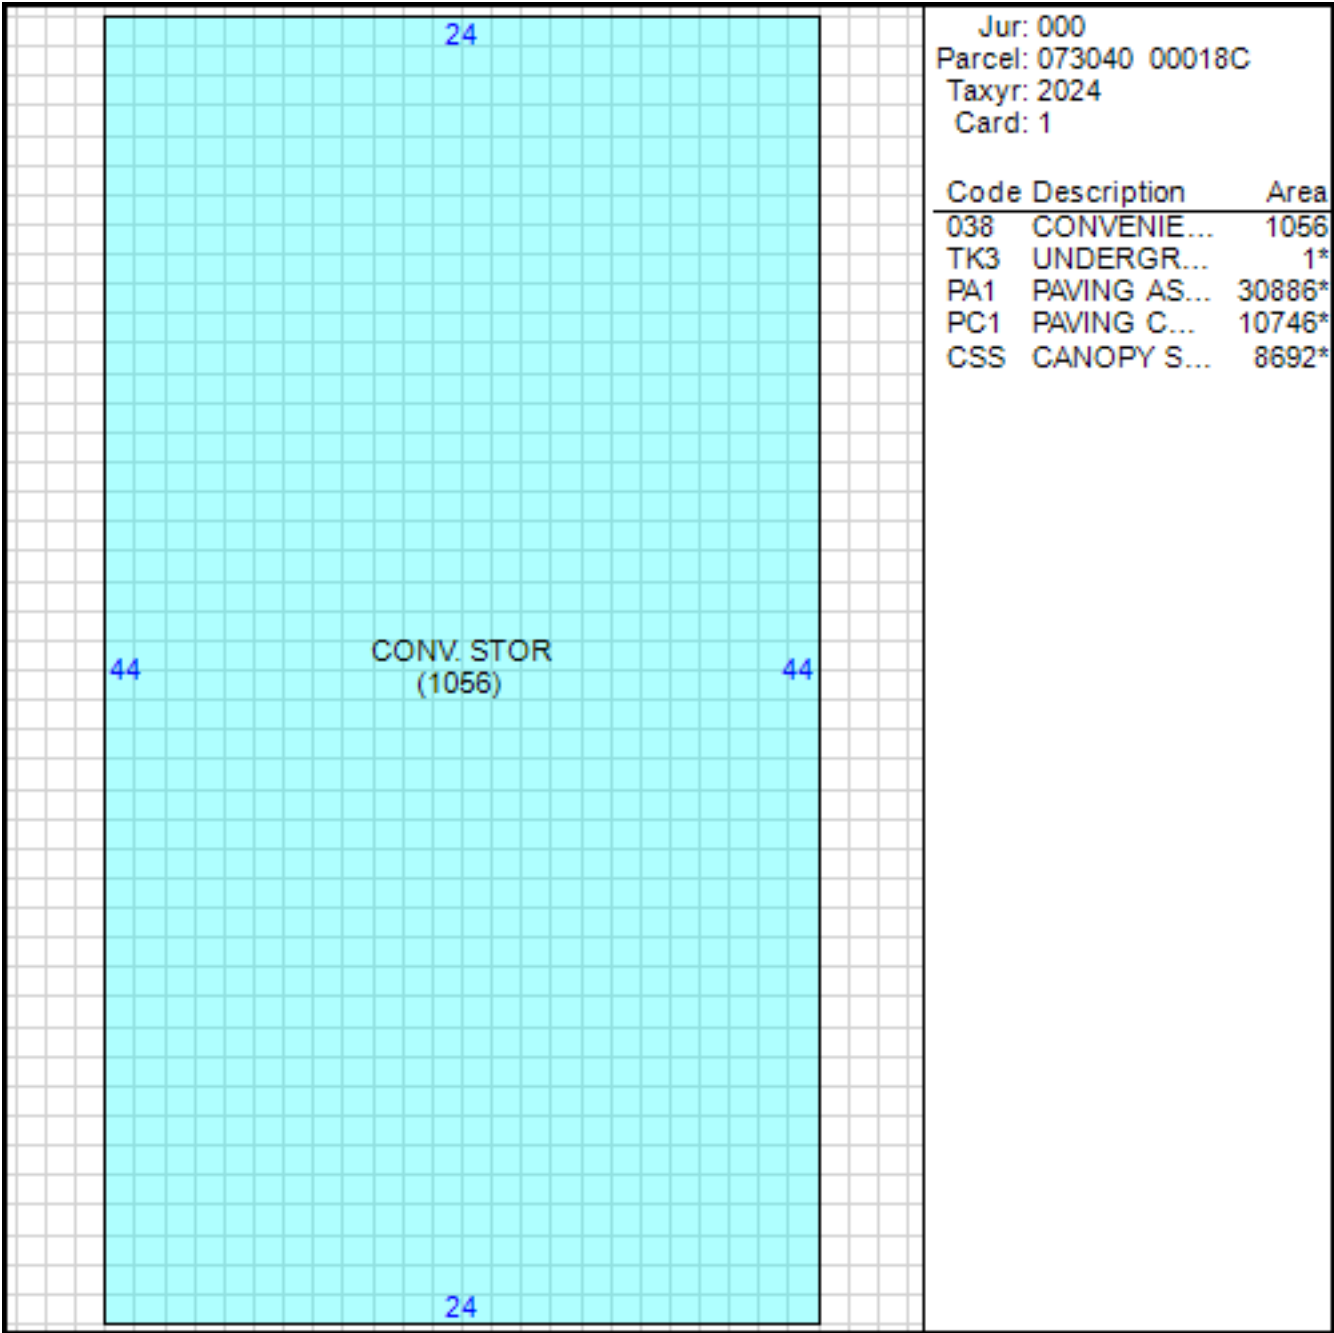 24
44
CONV. STOR
(1056)
44
24
Jur: 000
Parcel: 073040 00018C
Taxyr: 2024
Card: 1
Code Description Area
038 CONVENIE... 1056
TK3 UNDERGR... 1*
PA1 PAVING AS... 30886*
PC1 PAVING C... 10746*
CSS CANOPY S... 8692*